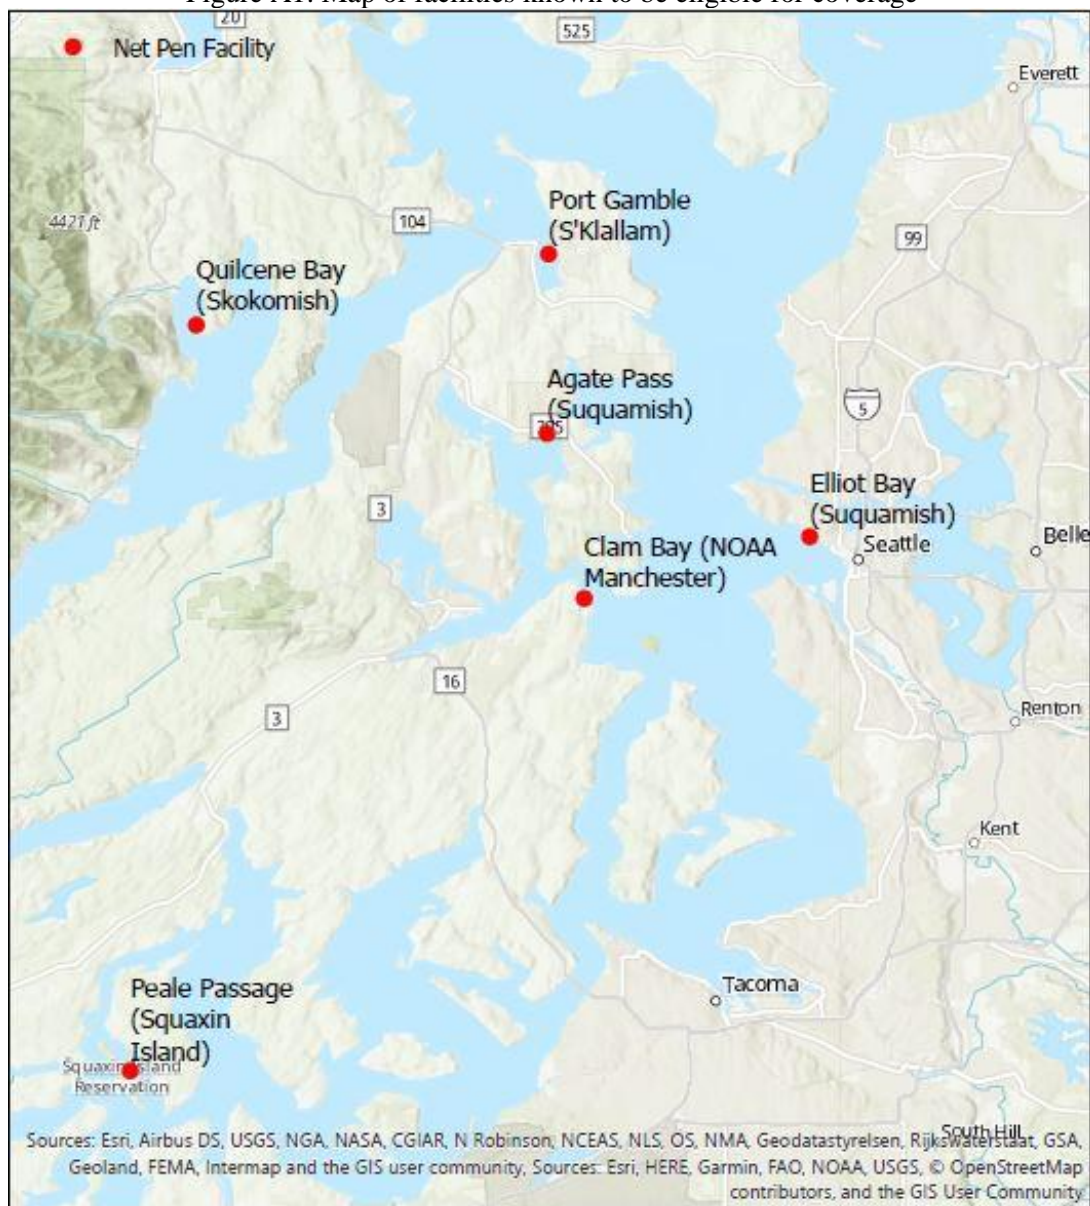 Figure A1: Map of facilities known to be eligible for coverage
20
525
Net Pen Facility
Everett
4421 ft
104
Port Gamble
(S'Klallam)
99
Quilcene Bay
(Skokomish)
Agate Pass
(Suquamish)
5
3
Elliot Bay
(Suquamish)
Seattle
Belle
Clam Bay (NOAA
Manchester)
16
3
Renton
Kent
Peale Passage
(Squaxin
Island)
Tacoma
Squaxin Island
Reservation
South Hill
Sources: Esri, Airbus DS, USGS, NGA, NASA, CGIAR, N Robinson, NCEAS, NLS, OS, NMA, Geodatastyrelsen, Rijkswaterstaat, GSA,
Geoland, FEMA, Intermap and the GIS user community, Sources: Esri, HERE, Garmin, FAO, NOAA, USGS, © OpenStreetMap
contributors, and the GIS User Community